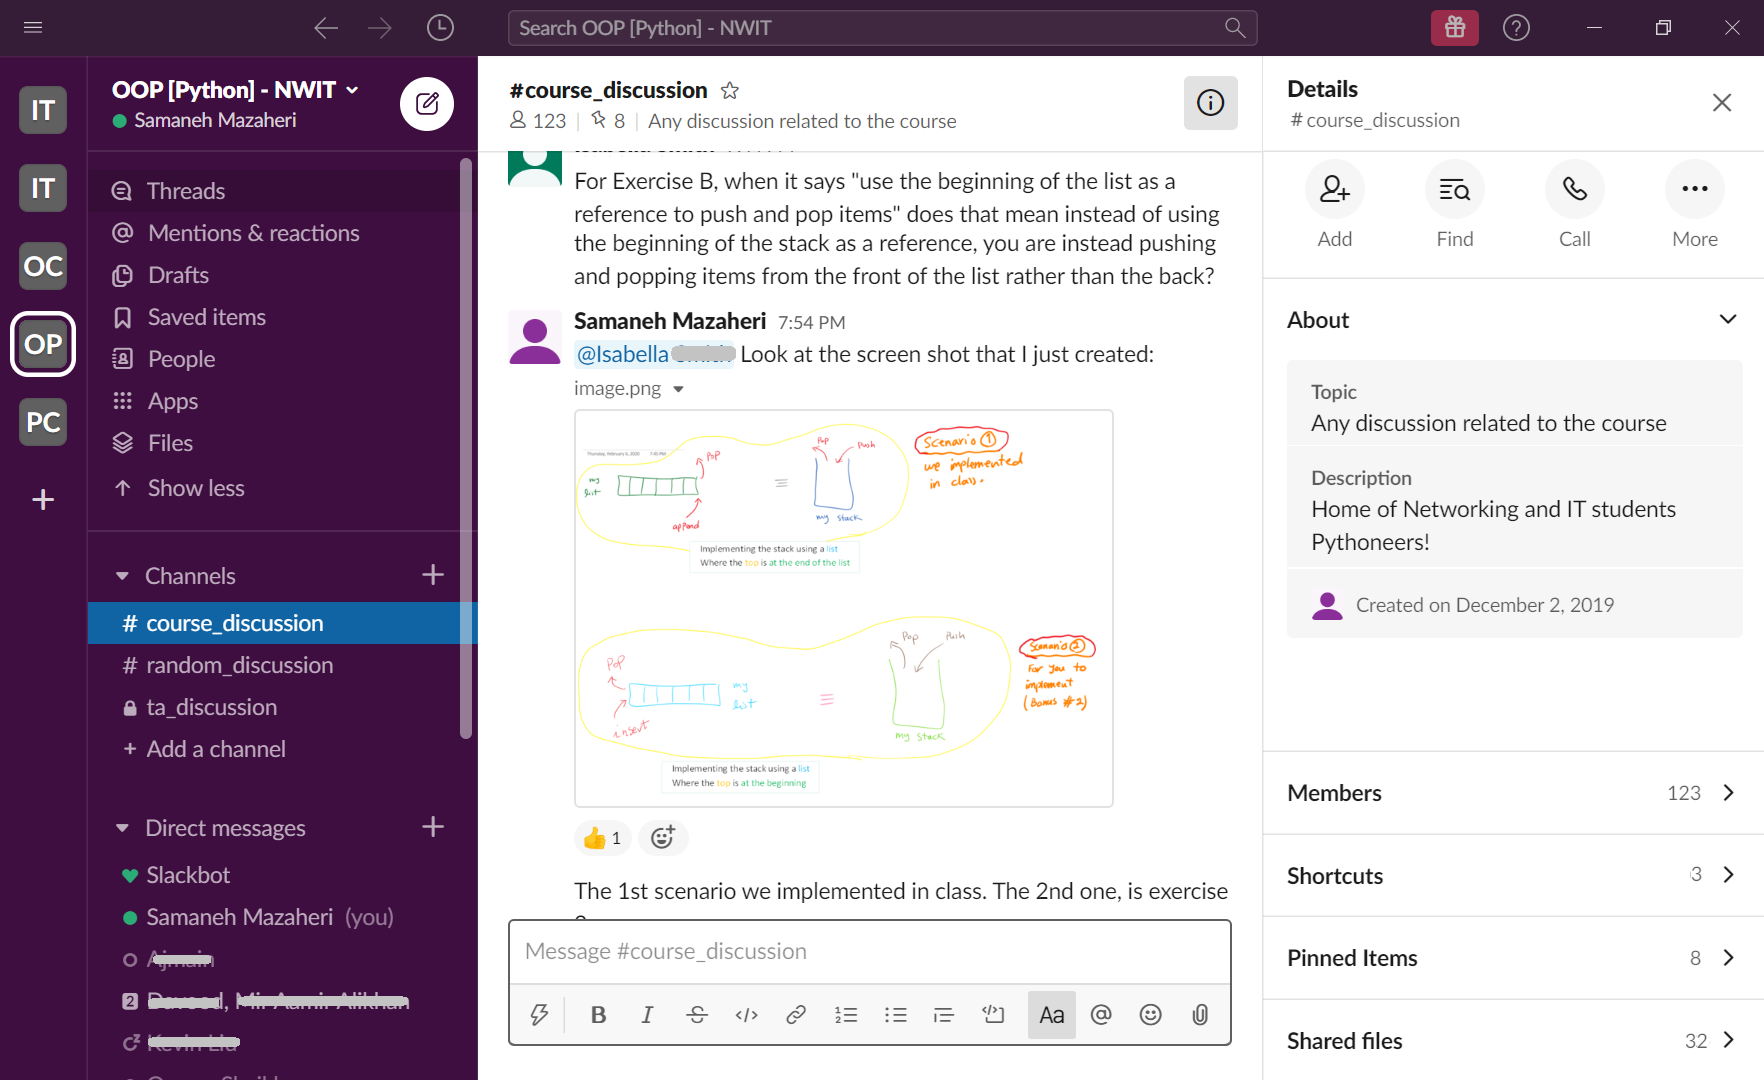 Search OOP [Python] - NWIT
IT
IT
OC
OP
PC
OOP [Python] - NWIT
Samaneh Mazaheri
Threads
Mentions & reactions
Drafts
Saved items
People
Apps
Files
Show less
Channels
# course_discussion
# random_discussion
ta_discussion
+ Add a channel
Direct messages
Slackbot
Samaneh Mazaheri (you)
2
#course_discussion
123 | 8 | Any discussion related to the course
For Exercise B, when it says "use the beginning of the list as a
reference to push and pop items" does that mean instead of using
the beginning of the stack as a reference, you are instead pushing
and popping items from the front of the list rather than the back?
Samaneh Mazaheri 7:54 PM
@Isabella Look at the screen shot that I just created:
image.png
Thursday, February 6, 2020 7:45 PM
my
list
Pop
append
Pop
Push
my stack
Scenario 1
we implemented
in class.
Implementing the stack using a list
Where the top is at the end of the list
Pop
insert
my
list
Pop
Push
my stack
Scenario 2
For you to
implement
(Bonus #2)
Implementing the stack using a list
Where the top is at the beginning
1
The 1st scenario we implemented in class. The 2nd one, is exercise
Message #course_discussion
B I S </> Aa @
Details
# course_discussion
Add
Find
Call
More
About
Topic
Any discussion related to the course
Description
Home of Networking and IT students
Pythoneers!
Created on December 2, 2019
Members 123
Shortcuts 3
Pinned Items 8
Shared files 32